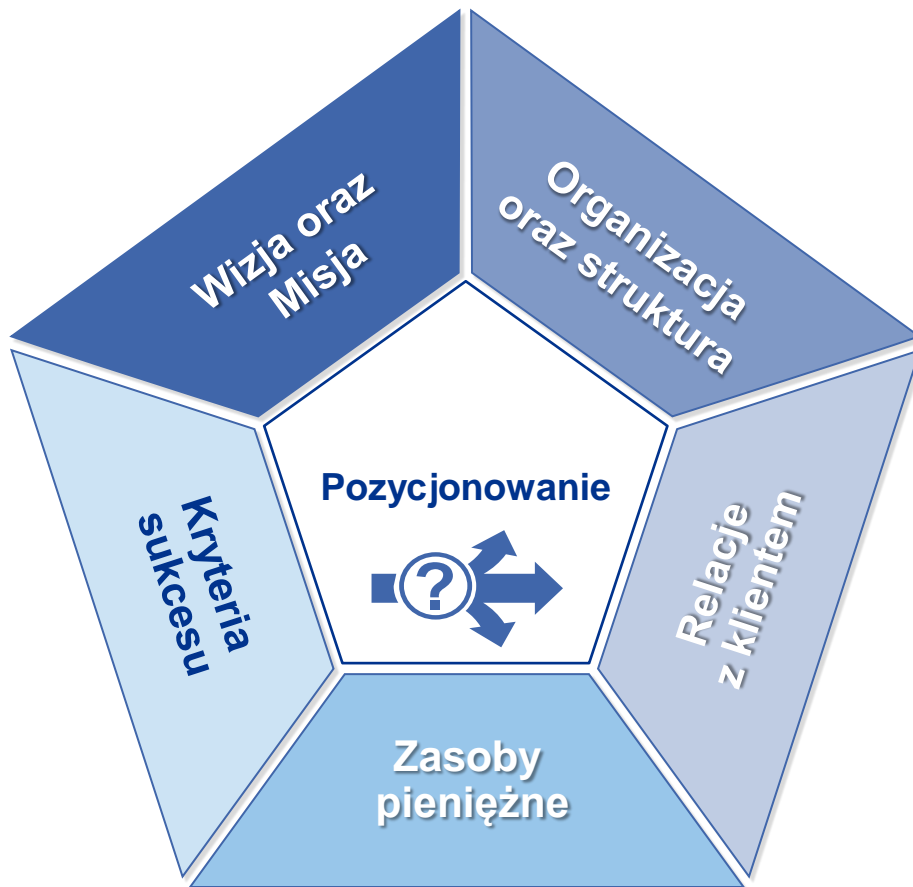 Wizja oraz
Misja
Organizacja
oraz struktura
Pozycjonowanie
?
Kryteria
sukcesu
Relacje
z klientem
Zasoby
pieniężne